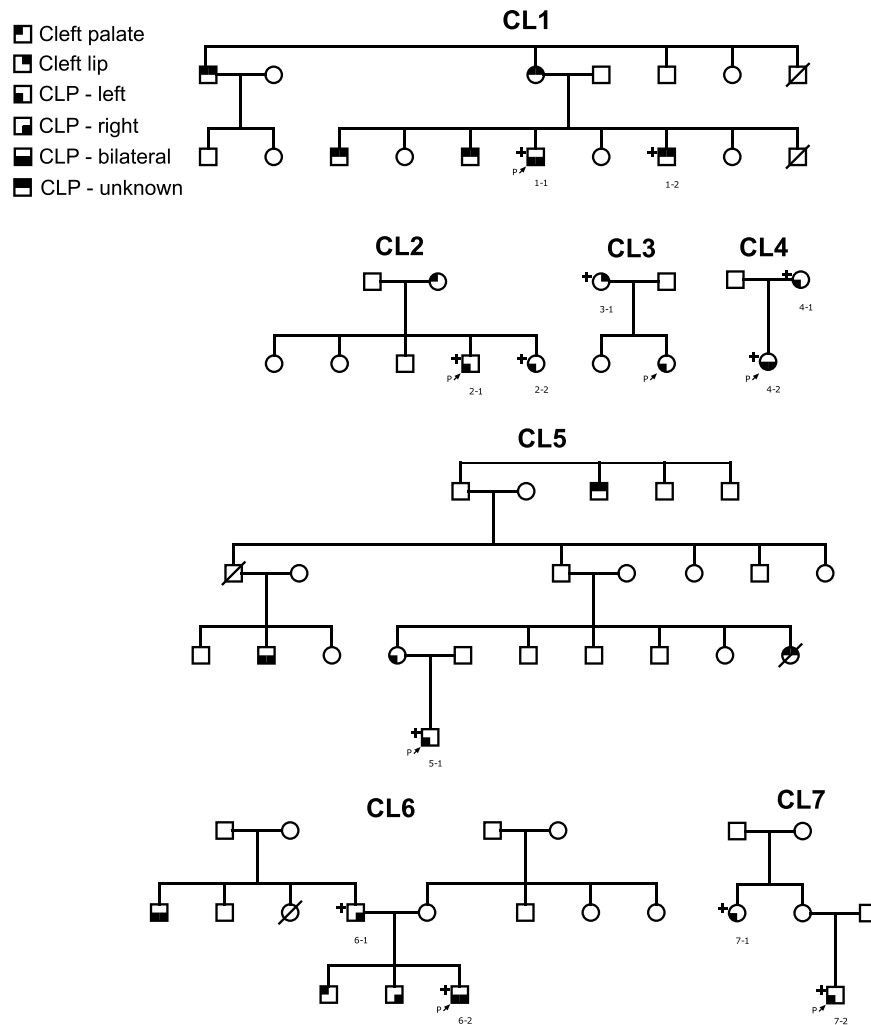 CL1
Cleft palate
Cleft lip
CLP - left
CLP - right
CLP - bilateral
CLP - unknown
+ +
P
1-1 1-2
CL2 CL3 CL4
+ +
3-1 4-1
+ + +
P P P
2-1 2-2 4-2
CL5
+
P
5-1
CL6 CL7
+ +
6-1 7-1
+ +
P P
6-2 7-2